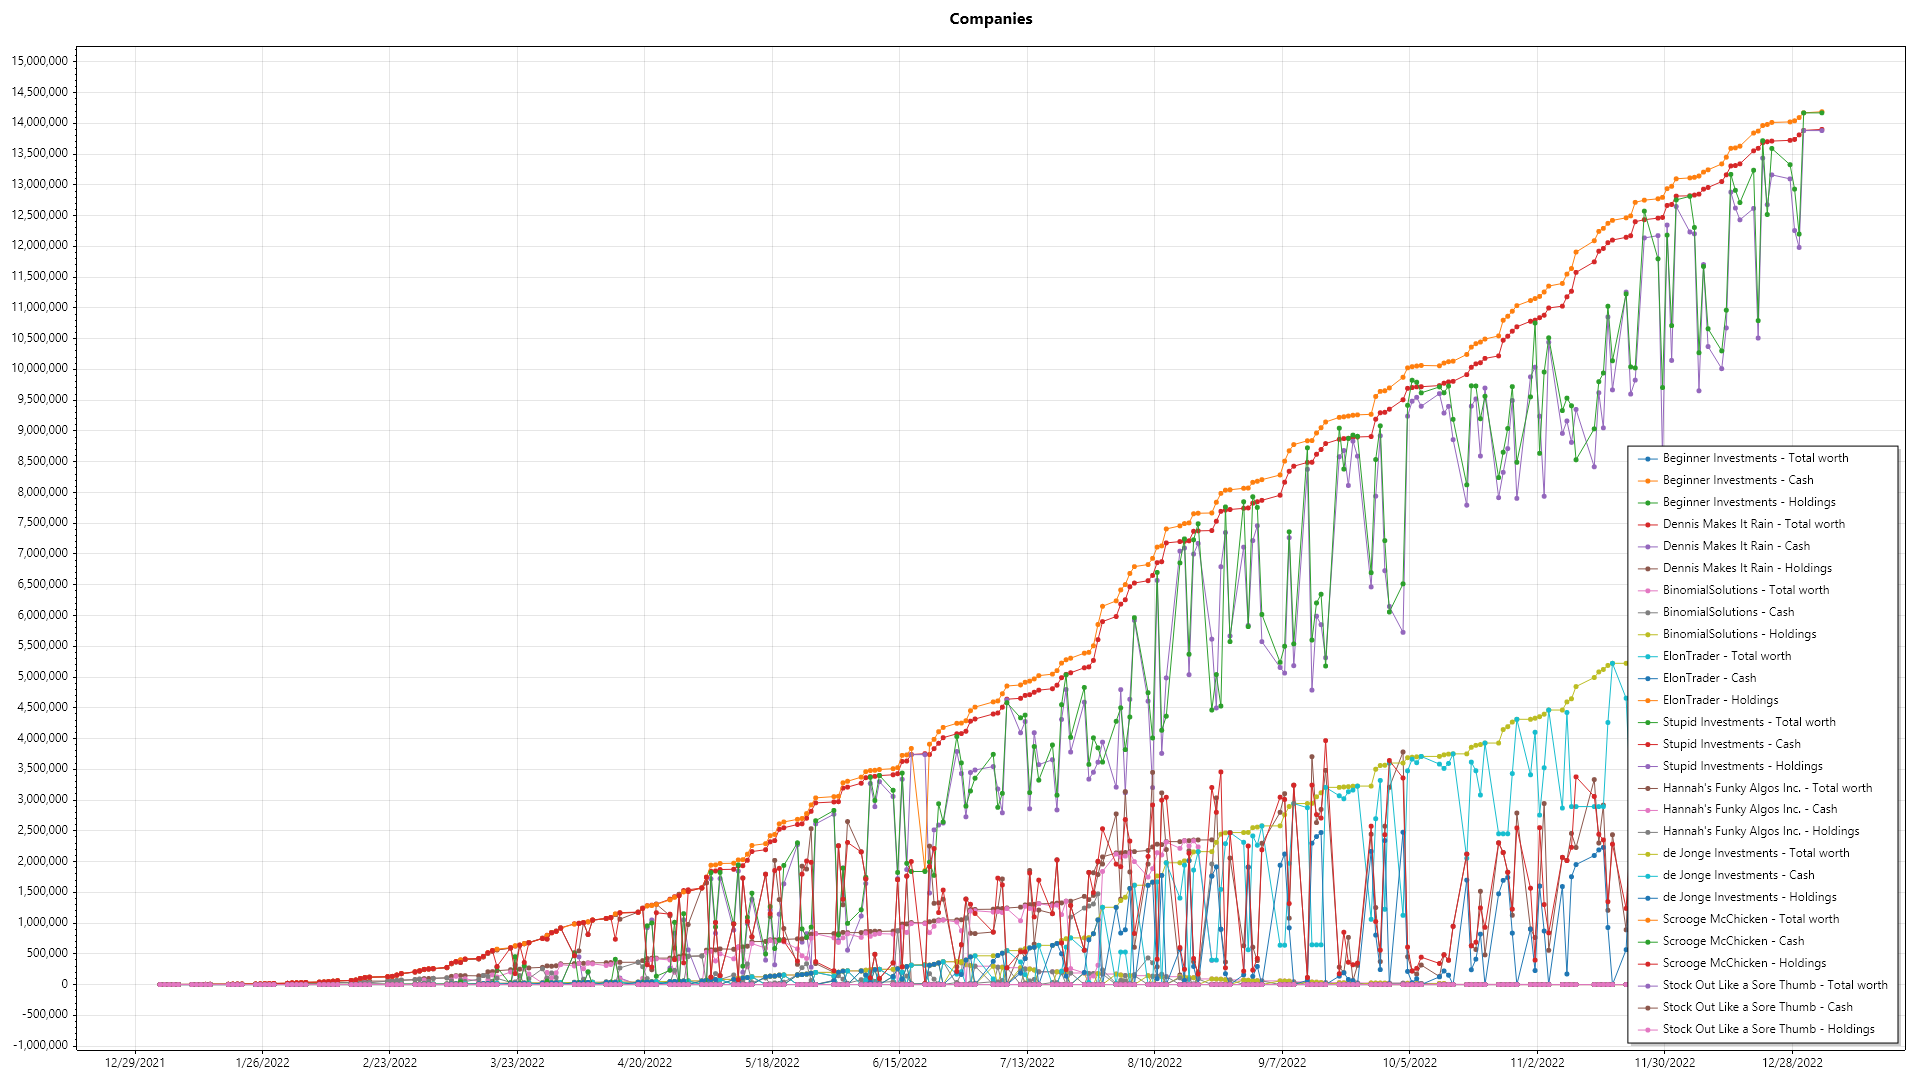 Companies
15,000,000
14,500,000
14,000,000
13,500,000
13,000,000
12,500,000
12,000,000
11,500,000
11,000,000
10,500,000
10,000,000
9,500,000
9,000,000
8,500,000
8,000,000
7,500,000
7,000,000
6,500,000
6,000,000
5,500,000
5,000,000
4,500,000
4,000,000
3,500,000
3,000,000
2,500,000
2,000,000
1,500,000
1,000,000
500,000
0
-500,000
-1,000,000
Beginner Investments - Total worth
Beginner Investments - Cash
Beginner Investments - Holdings
Dennis Makes It Rain - Total worth
Dennis Makes It Rain - Cash
Dennis Makes It Rain - Holdings
BinomialSolutions - Total worth
BinomialSolutions - Cash
BinomialSolutions - Holdings
ElonTrader - Total worth
ElonTrader - Cash
ElonTrader - Holdings
Stupid Investments - Total worth
Stupid Investments - Cash
Stupid Investments - Holdings
Hannah's Funky Algos Inc. - Total worth
Hannah's Funky Algos Inc. - Cash
Hannah's Funky Algos Inc. - Holdings
de Jonge Investments - Total worth
de Jonge Investments - Cash
de Jonge Investments - Holdings
Scrooge McChicken - Total worth
Scrooge McChicken - Cash
Scrooge McChicken - Holdings
Stock Out Like a Sore Thumb - Total worth
Stock Out Like a Sore Thumb - Cash
Stock Out Like a Sore Thumb - Holdings
12/29/2021 1/26/2022 2/23/2022 3/23/2022 4/20/2022 5/18/2022 6/15/2022 7/13/2022 8/10/2022 9/7/2022 10/5/2022 11/2/2022 11/30/2022 12/28/2022